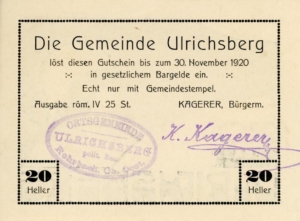 Die Gemeinde Ulrichsberg
löst diesen Gutschein bis zum 30. November 1920
in gesetzlichem Bargelde ein.
Echt nur mit Gemeindestempel.
Ausgabe röm. IV 25 St. KAGERER, Bürgerm.
ORTSGEMEINDE
ULRICHSBERG
K. Kagerer
20 20
Heller Heller